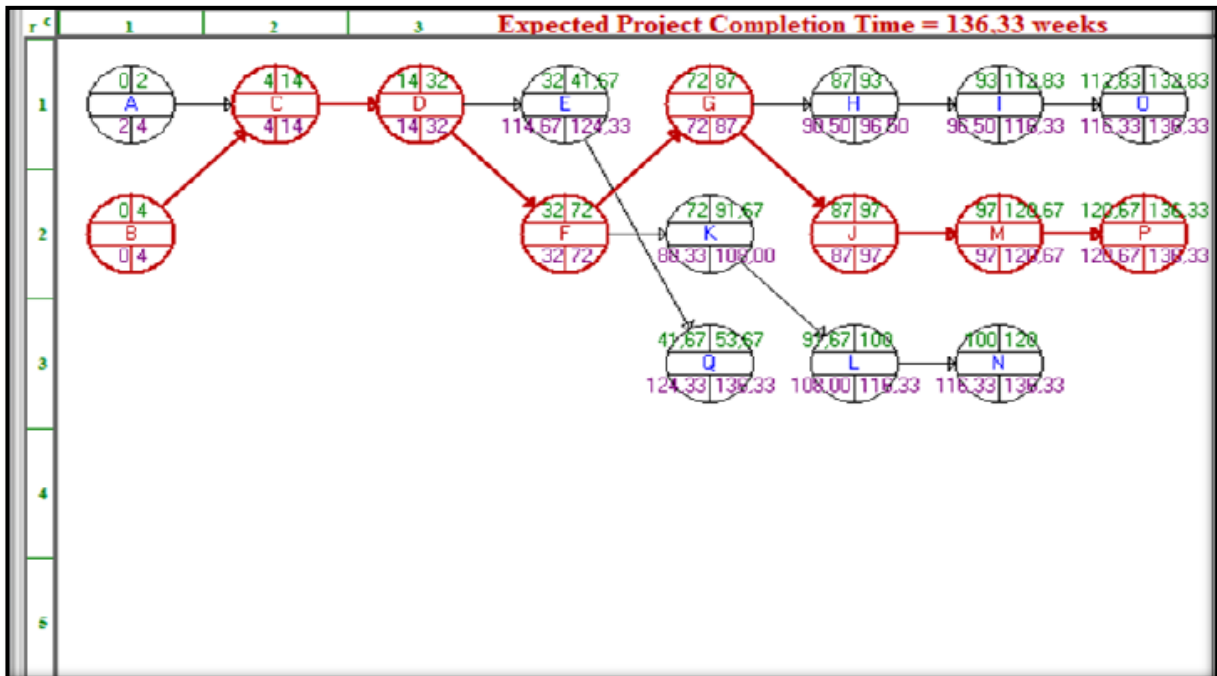 r c 1 2 3 Expected Project Completion Time = 136,33 weeks
0 2 4 14 14 32 32 41,67 72 87 87 93 93 112,83 112,83 132,83
1 A C D E G H I O
2 4 4 14 14 32 114,67 124,33 72 87 90,50 96,50 96,50 116,33 116,33 136,33
0 4 32 72 72 91,67 87 97 97 120,67 120,67 136,33
2 B F K J M P
0 4 32 72 88,33 108,00 87 97 97 120,67 120,67 136,33
41,67 53,67 91,67 100 100 120
3 Q L N
124,33 136,33 108,00 116,33 116,33 136,33
4
5